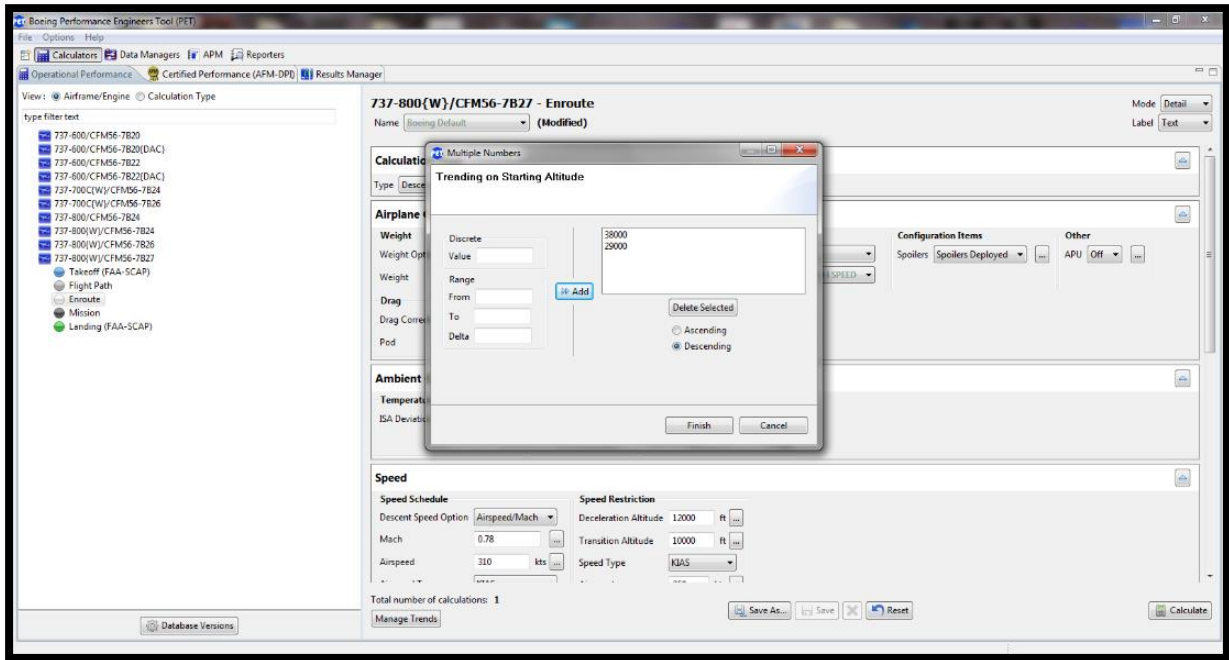 Boeing Performance Engineers Tool (PET)
File Options Help
Calculators Data Managers APM Reporters
Operational Performance Certified Performance (AFM-DPI) Results Manager
View: Airframe/Engine Calculation Type
type filter text
737-600/CFM56-7B20
737-600/CFM56-7B20{DAC}
737-600/CFM56-7B22
737-600/CFM56-7B22{DAC}
737-700C{W}/CFM56-7B24
737-700C{W}/CFM56-7B26
737-800/CFM56-7B24
737-800{W}/CFM56-7B24
737-800{W}/CFM56-7B26
737-800{W}/CFM56-7B27
Takeoff (FAA-SCAP)
Flight Path
Enroute
Mission
Landing (FAA-SCAP)
Database Versions
737-800{W}/CFM56-7B27 - Enroute
Mode Detail
Name Boeing Default (Modified)
Label Text
Calculatio
Type Desce
Airplane
Weight
Weight Opt
Weight
Drag
Drag Correc
Pod
SPEED
Configuration Items Other
Spoilers Spoilers Deployed ... APU Off ...
Ambient
Temperatu
ISA Deviatio
Multiple Numbers
Trending on Starting Altitude
Discrete
Value
Range
From
To
Delta
Add
38000
29000
Delete Selected
Ascending
Descending
Finish Cancel
Speed
Speed Schedule Speed Restriction
Descent Speed Option Airspeed/Mach Deceleration Altitude 12000 ft ...
Mach 0.78 ... Transition Altitude 10000 ft ...
Airspeed 310 kts ... Speed Type KIAS
Total number of calculations: 1
Manage Trends
Save As... Save Reset Calculate